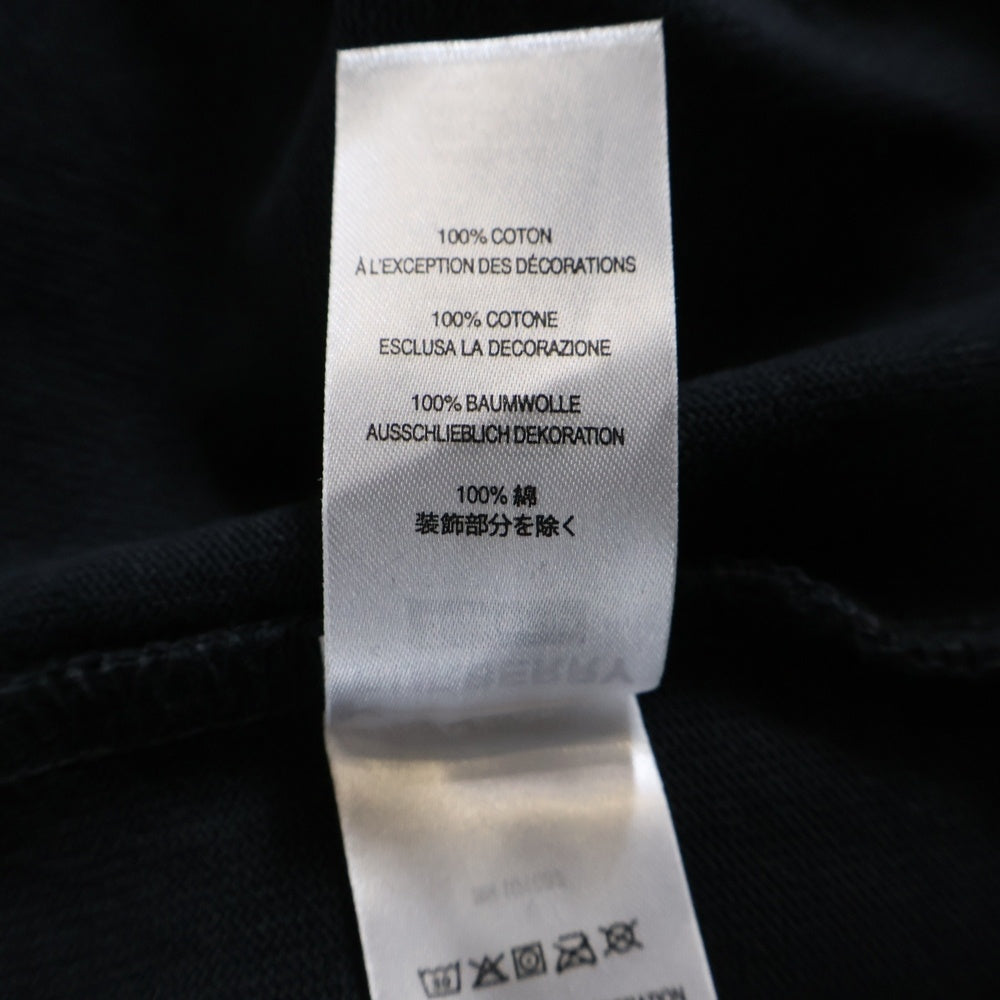 100% COTON
À L'EXCEPTION DES DÉCORATIONS
100% COTONE
ESCLUSA LA DECORAZIONE
100% BAUMWOLLE
AUSSCHLIEBLICH DEKORATION
100% 綿
装飾部分を除く